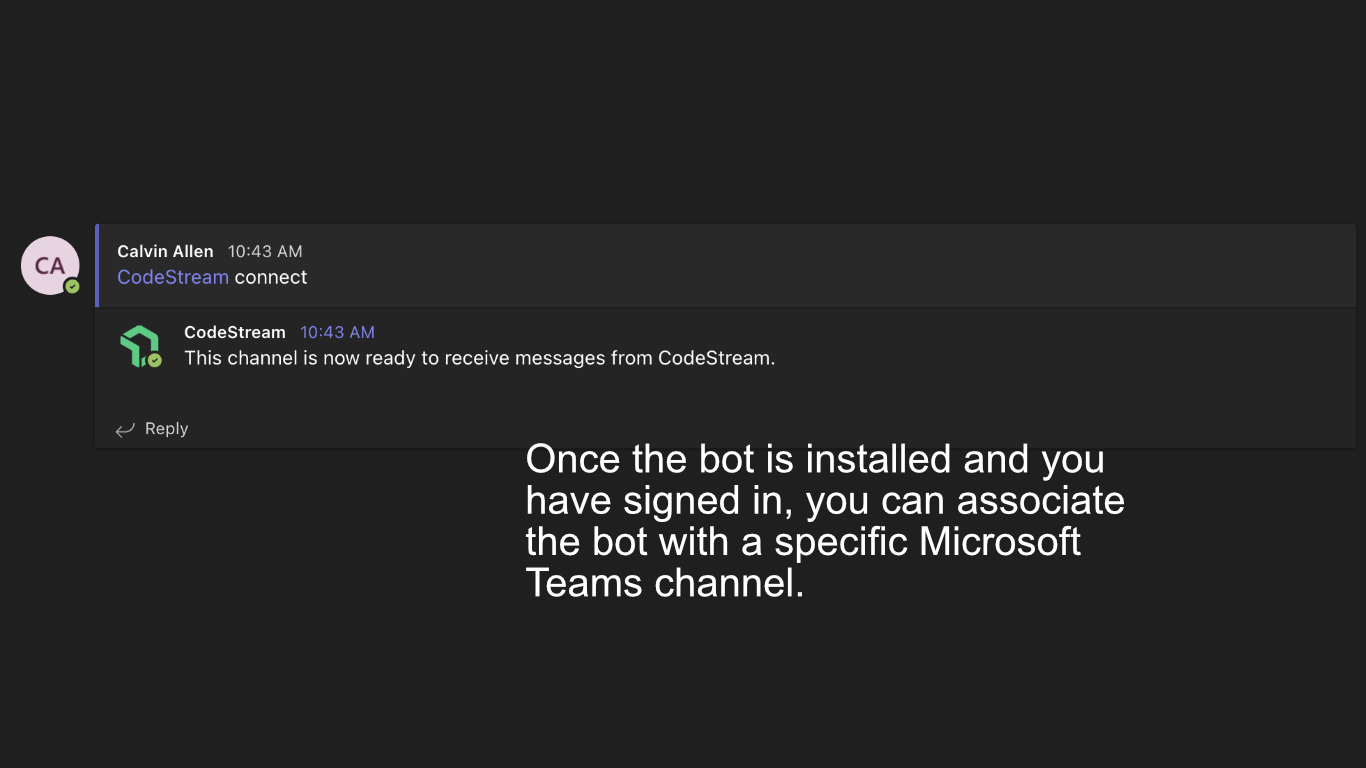 CA
Calvin Allen 10:43 AM
CodeStream connect
CodeStream 10:43 AM
This channel is now ready to receive messages from CodeStream.
Reply
Once the bot is installed and you
have signed in, you can associate
the bot with a specific Microsoft
Teams channel.